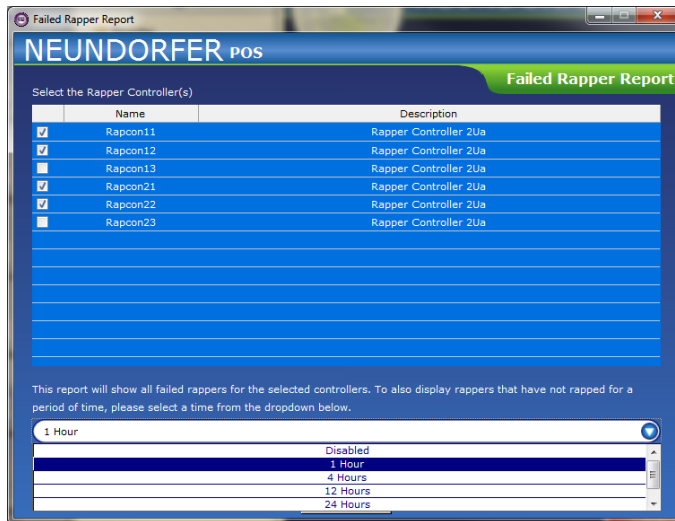 Failed Rapper Report
NEUNDORFER POS
Failed Rapper Report
Select the Rapper Controller(s)
Name Description
Rapcon11 Rapper Controller 2Ua
Rapcon12 Rapper Controller 2Ua
Rapcon13 Rapper Controller 2Ua
Rapcon21 Rapper Controller 2Ua
Rapcon22 Rapper Controller 2Ua
Rapcon23 Rapper Controller 2Ua
This report will show all failed rappers for the selected controllers. To also display rappers that have not rapped for a
period of time, please select a time from the dropdown below.
1 Hour
Disabled
1 Hour
4 Hours
12 Hours
24 Hours